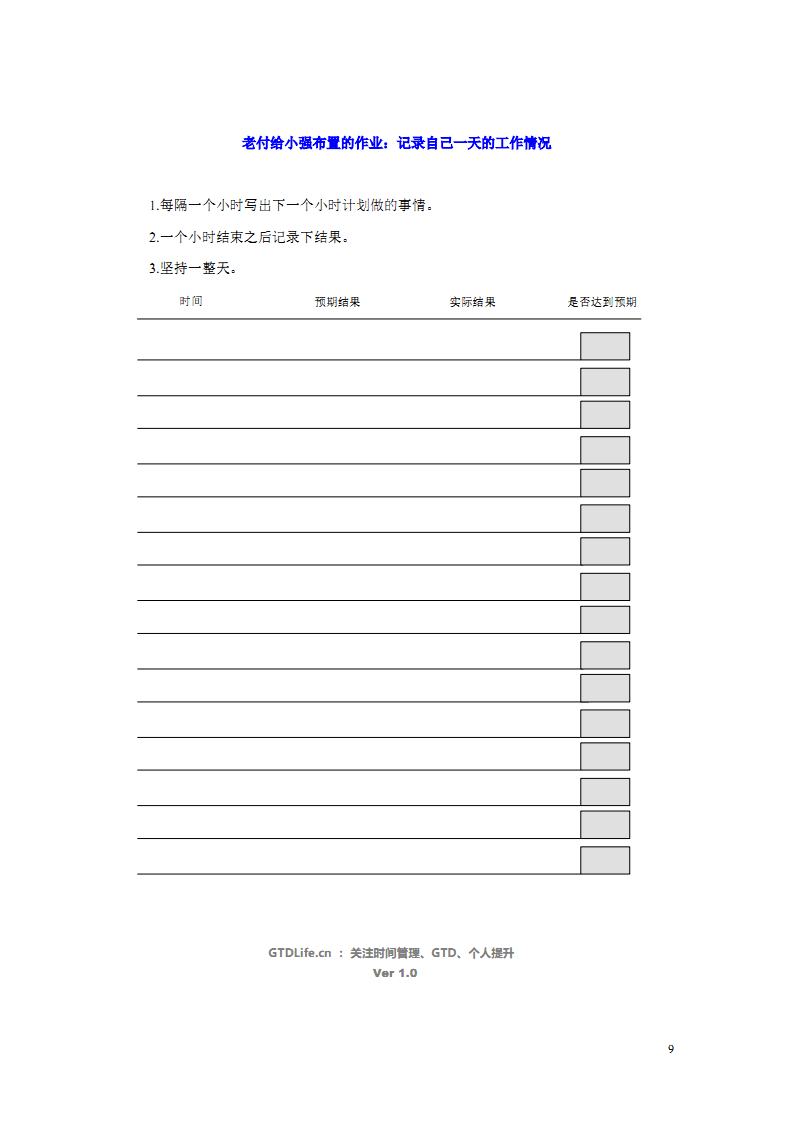 老付给小强布置的作业：记录自己一天的工作情况
1.每隔一个小时写出下一个小时计划做的事情。
2.一个小时结束之后记录下结果。
3.坚持一整天。
时间 预期结果 实际结果 是否达到预期
GTDLife.cn ：关注时间管理、GTD、个人提升
Ver 1.0
9